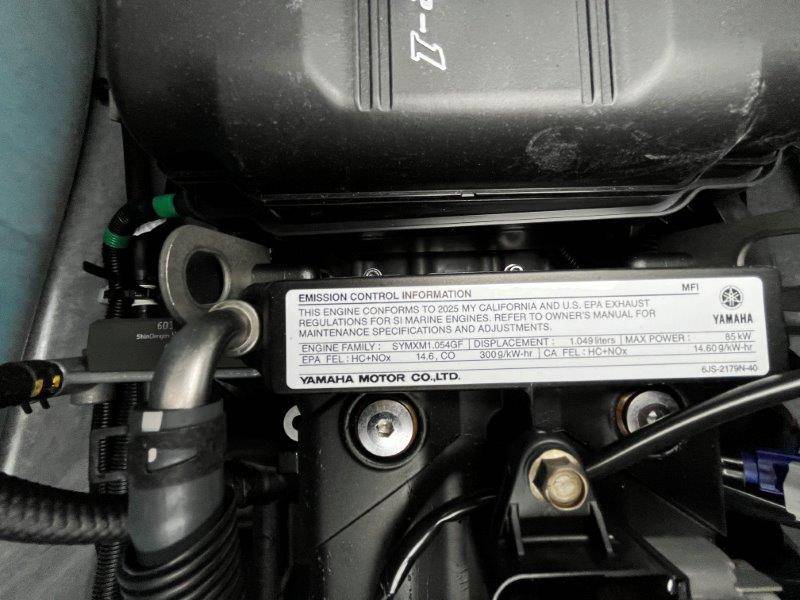 EMISSION CONTROL INFORMATION MFI
THIS ENGINE CONFORMS TO 2025 MY CALIFORNIA AND U.S. EPA EXHAUST
REGULATIONS FOR SI MARINE ENGINES. REFER TO OWNER'S MANUAL FOR
MAINTENANCE SPECIFICATIONS AND ADJUSTMENTS.
YAMAHA
ENGINE FAMILY : SYMXM1.054GF DISPLACEMENT : 1.049 liters MAX POWER : 85 kW
EPA FEL : HC+NOx 14.6, CO 300 g/kW-hr CA FEL : HC+NOx 14.60 g/kW-hr
YAMAHA MOTOR CO.,LTD. 6JS-2179N-40
601
ShinDengen